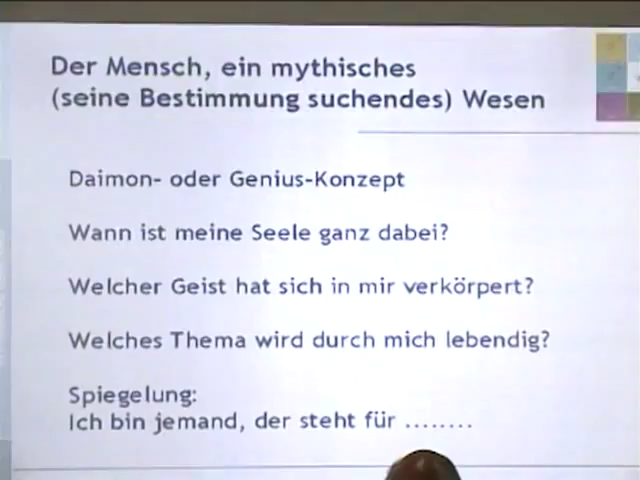 Der Mensch, ein mythisches
(seine Bestimmung suchendes) Wesen
Daimon- oder Genius-Konzept
Wann ist meine Seele ganz dabei?
Welcher Geist hat sich in mir verkörpert?
Welches Thema wird durch mich lebendig?
Spiegelung:
Ich bin jemand, der steht für ........